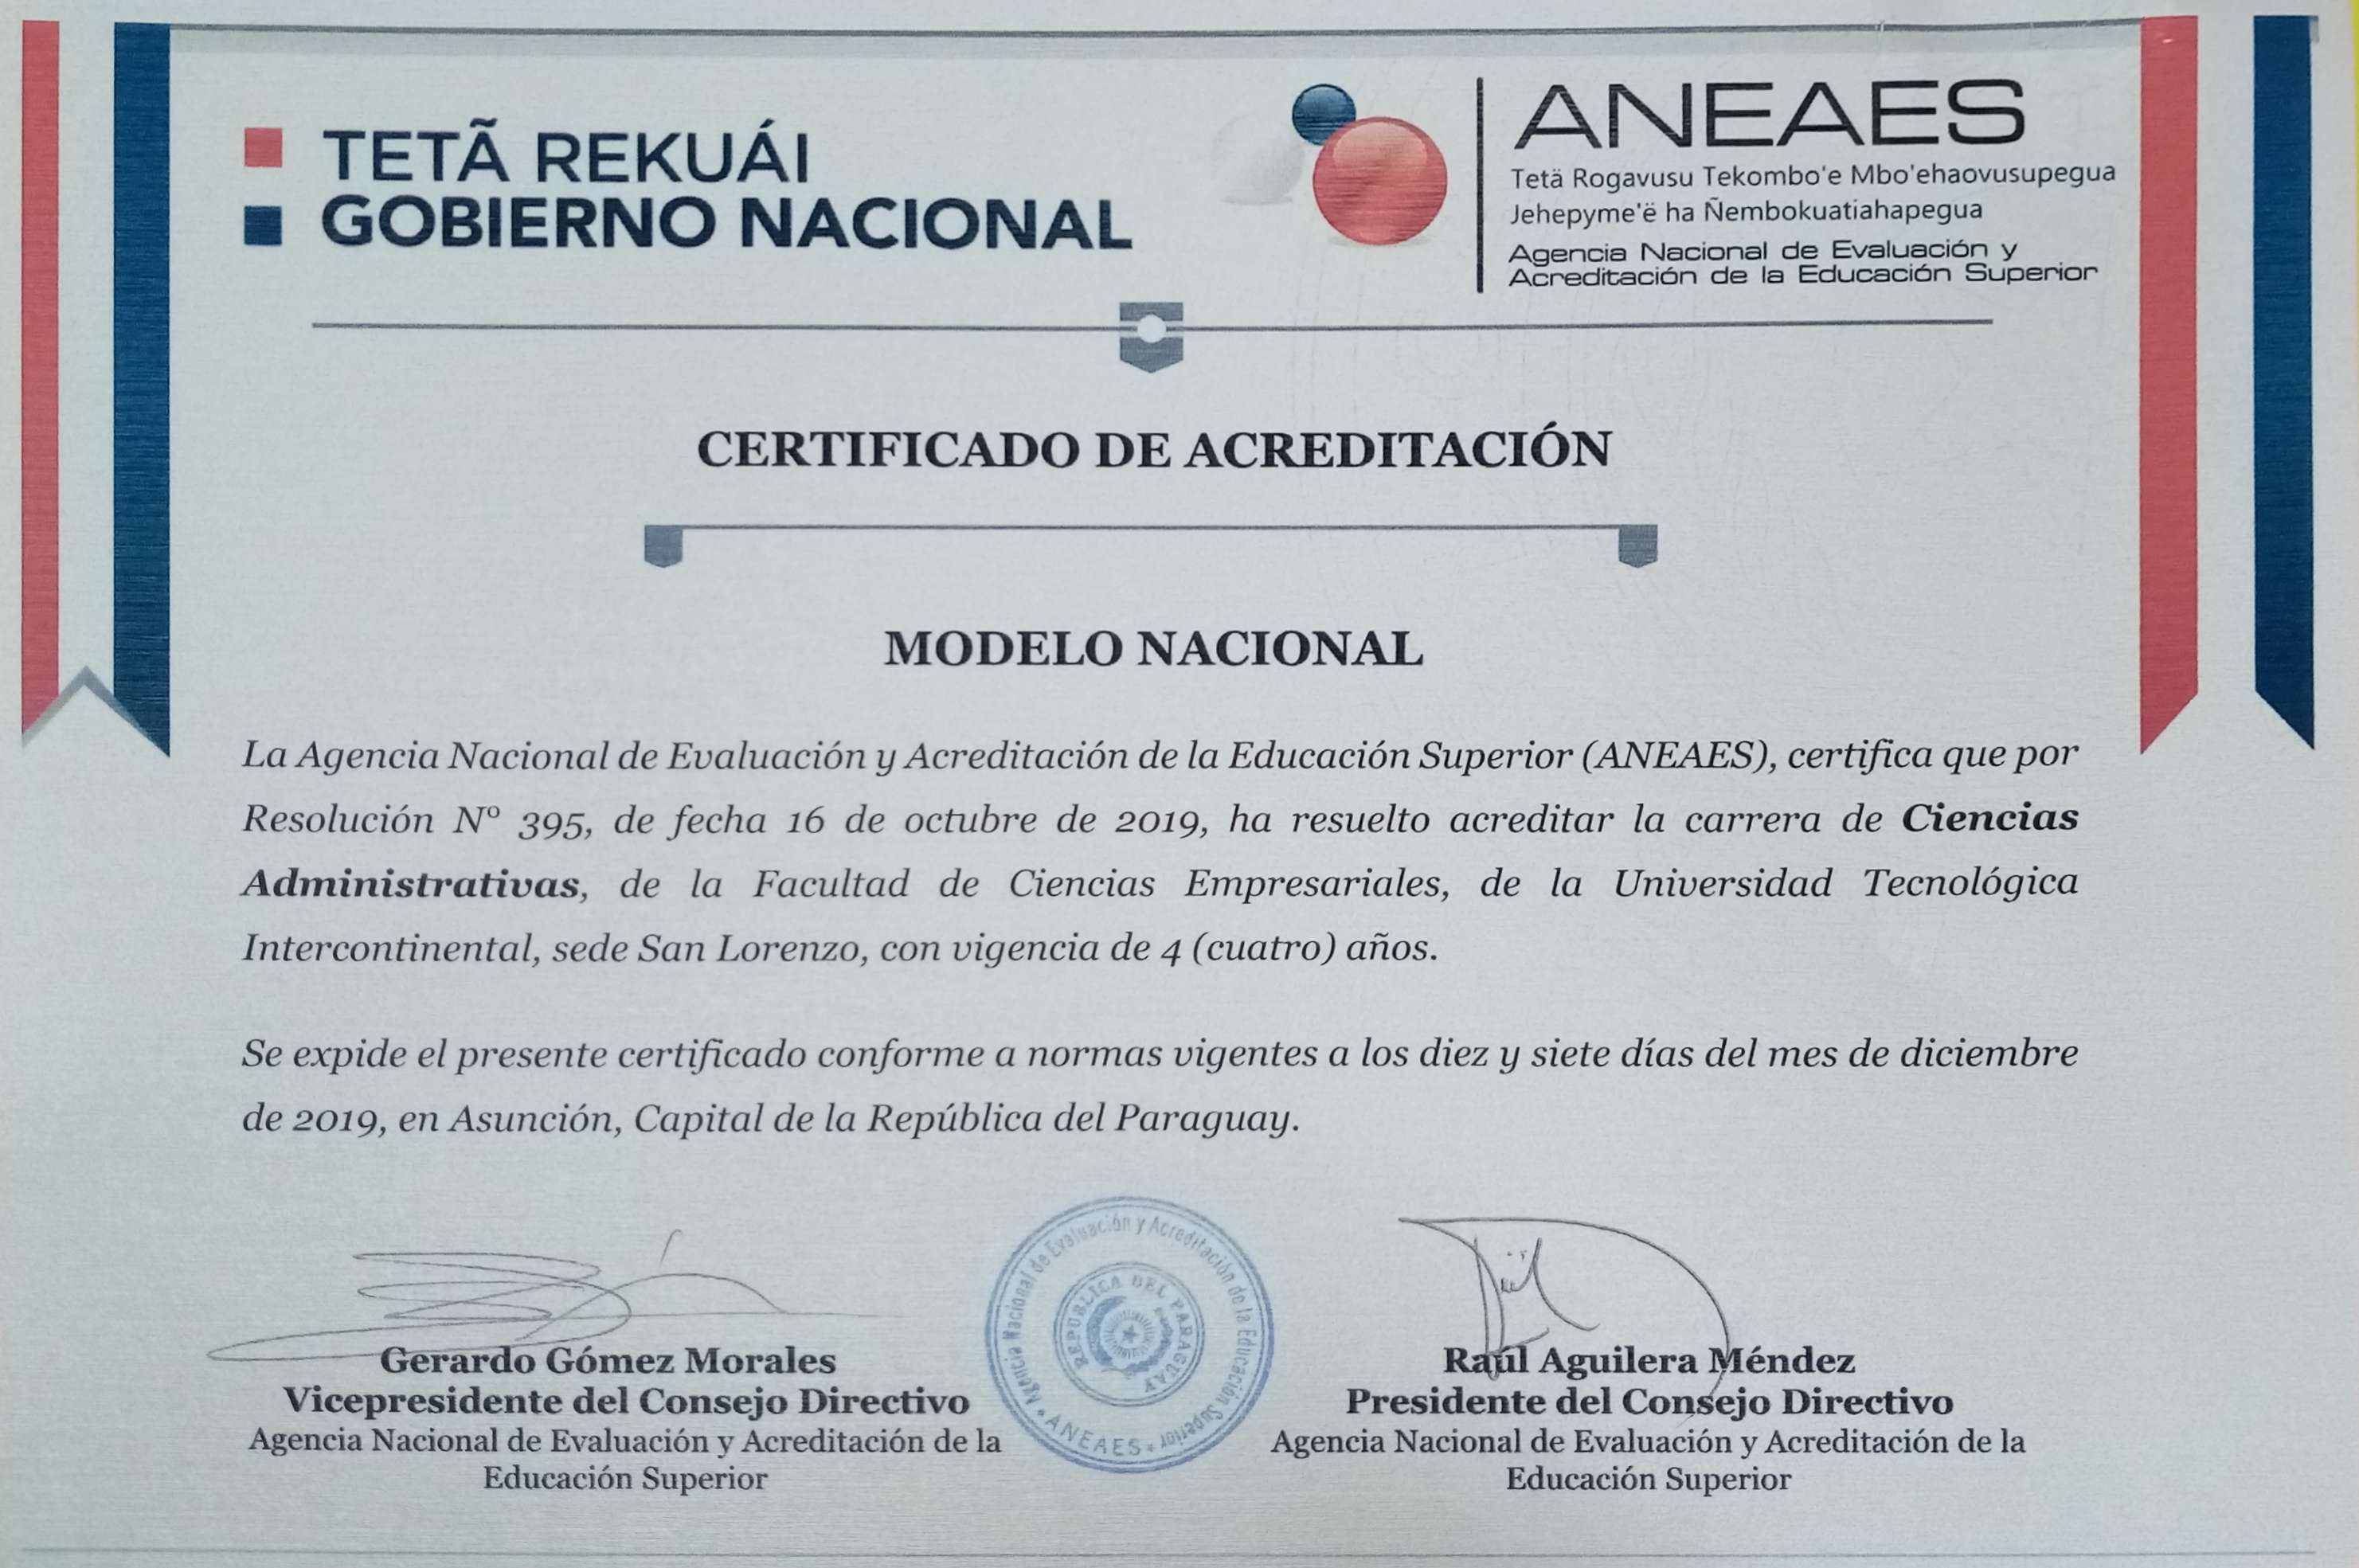 TETÃ REKUÁI
GOBIERNO NACIONAL
ANEAES
Tetä Rogavusu Tekombo'e Mbo'ehaovusupegua
Jehepyme'ë ha Ñembokuatiahapegua
Agencia Nacional de Evaluación y
Acreditación de la Educación Superior
CERTIFICADO DE ACREDITACIÓN
MODELO NACIONAL
La Agencia Nacional de Evaluación y Acreditación de la Educación Superior (ANEAES), certifica que por
Resolución Nº 395, de fecha 16 de octubre de 2019, ha resuelto acreditar la carrera de Ciencias
Administrativas, de la Facultad de Ciencias Empresariales, de la Universidad Tecnológica
Intercontinental, sede San Lorenzo, con vigencia de 4 (cuatro) años.
Se expide el presente certificado conforme a normas vigentes a los diez y siete días del mes de diciembre
de 2019, en Asunción, Capital de la República del Paraguay.
Agencia Nacional de Evaluación y Acreditación de la Educación Superior
ANEAES
REPUBLICA DEL PARAGUAY
Gerardo Gómez Morales
Vicepresidente del Consejo Directivo
Agencia Nacional de Evaluación y Acreditación de la
Educación Superior
Raúl Aguilera Méndez
Presidente del Consejo Directivo
Agencia Nacional de Evaluación y Acreditación de la
Educación Superior